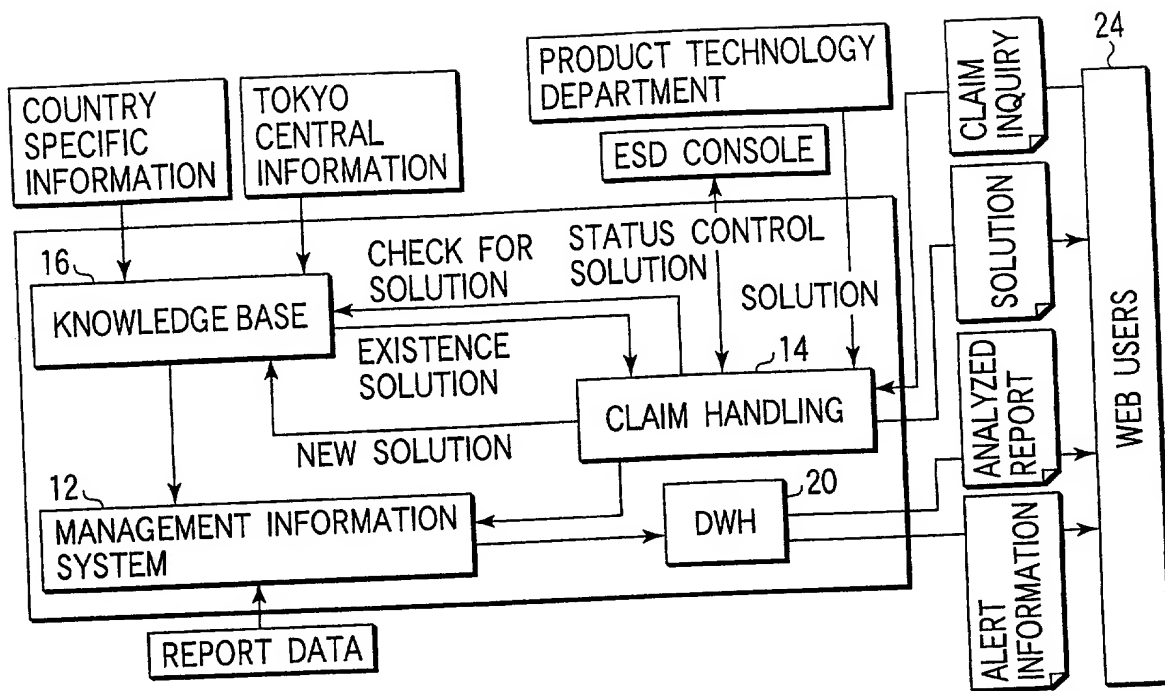 COUNTRY
SPECIFIC
INFORMATION
TOKYO
CENTRAL
INFORMATION
PRODUCT TECHNOLOGY
DEPARTMENT
ESD CONSOLE
CLAIM
INQUIRY
24
16
KNOWLEDGE BASE
CHECK FOR
SOLUTION
STATUS CONTROL
SOLUTION
SOLUTION
SOLUTION
EXISTENCE
SOLUTION
14
CLAIM HANDLING
NEW SOLUTION
ANALYZED
REPORT
WEB USERS
12
MANAGEMENT INFORMATION
SYSTEM
20
DWH
ALERT
INFORMATION
REPORT DATA